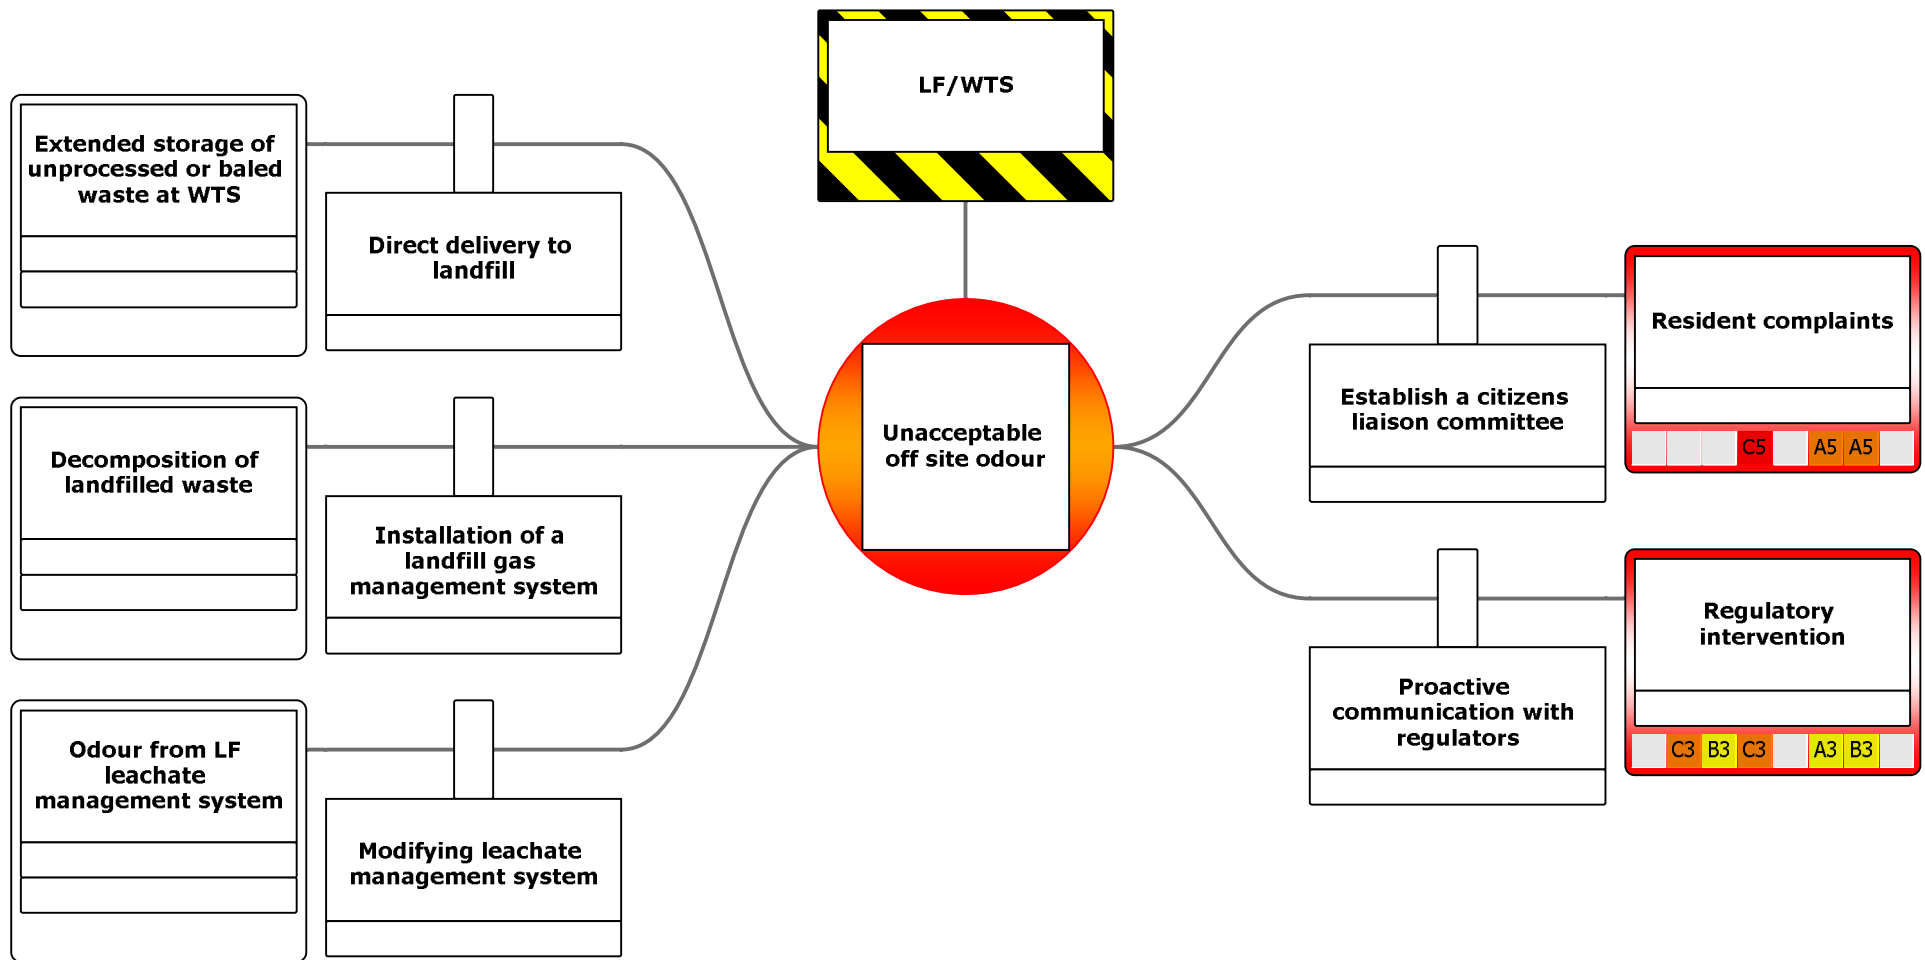 LF/WTS
Extended storage of
unprocessed or baled
waste at WTS
Direct delivery to
landfill
Decomposition of
landfilled waste
Installation of a
landfill gas
management system
Odour from LF
leachate
management system
Modifying leachate
management system
Unacceptable
off site odour
Establish a citizens
liaison committee
Resident complaints
C5 A5 A5
Proactive
communication with
regulators
Regulatory
intervention
C3 B3 C3 A3 B3